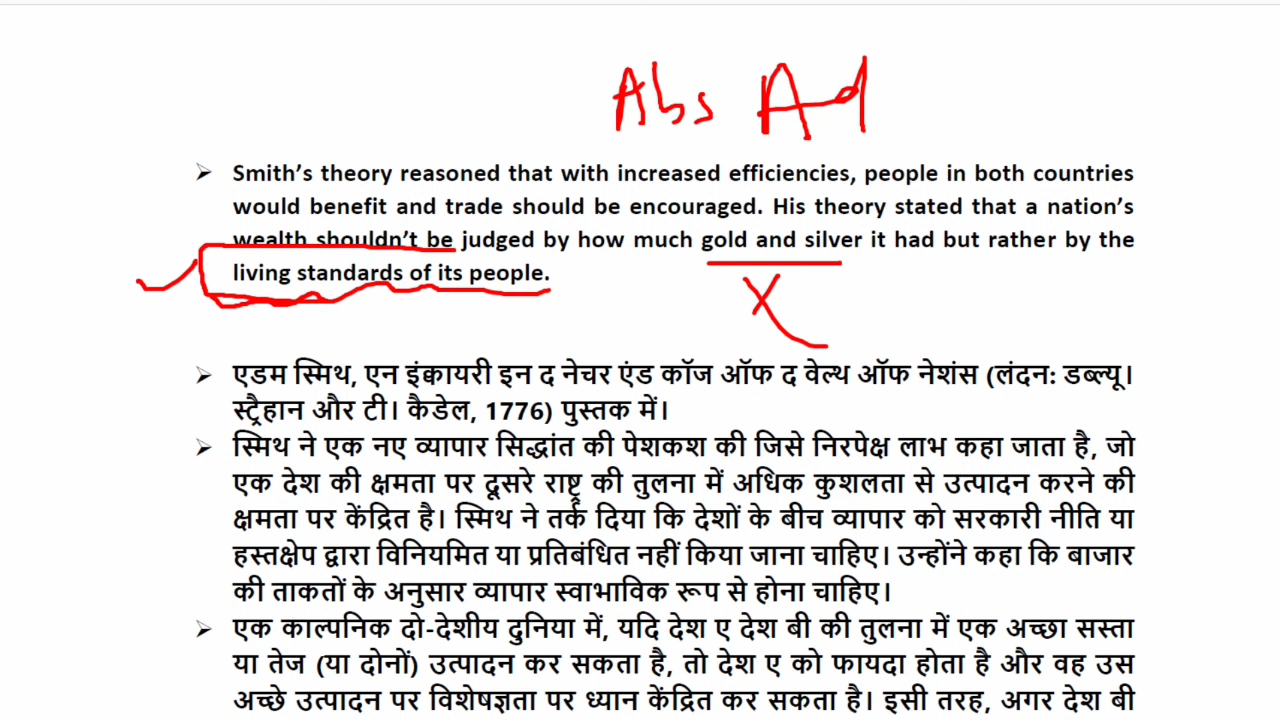 Abs Ad
➢ Smith's theory reasoned that with increased efficiencies, people in both countries
would benefit and trade should be encouraged. His theory stated that a nation's
wealth shouldn't be judged by how much gold and silver it had but rather by the
living standards of its people.
➢ एडम स्मिथ, एन इंक्वायरी इन द नेचर एंड कॉज ऑफ द वेल्थ ऑफ नेशंस (लंदन: डब्ल्यू।
स्ट्रैहान और टी। कैडेल, 1776) पुस्तक में।
➢ स्मिथ ने एक नए व्यापार सिद्धांत की पेशकश की जिसे निरपेक्ष लाभ कहा जाता है, जो
एक देश की क्षमता पर दूसरे राष्ट्र की तुलना में अधिक कुशलता से उत्पादन करने की
क्षमता पर केंद्रित है। स्मिथ ने तर्क दिया कि देशों के बीच व्यापार को सरकारी नीति या
हस्तक्षेप द्वारा विनियमित या प्रतिबंधित नहीं किया जाना चाहिए। उन्होंने कहा कि बाजार
की ताकतों के अनुसार व्यापार स्वाभाविक रूप से होना चाहिए।
➢ एक काल्पनिक दो-देशीय दुनिया में, यदि देश ए देश बी की तुलना में एक अच्छा सस्ता
या तेज (या दोनों) उत्पादन कर सकता है, तो देश ए को फायदा होता है और वह उस
अच्छे उत्पादन पर विशेषज्ञता पर ध्यान केंद्रित कर सकता है। इसी तरह, अगर देश बी